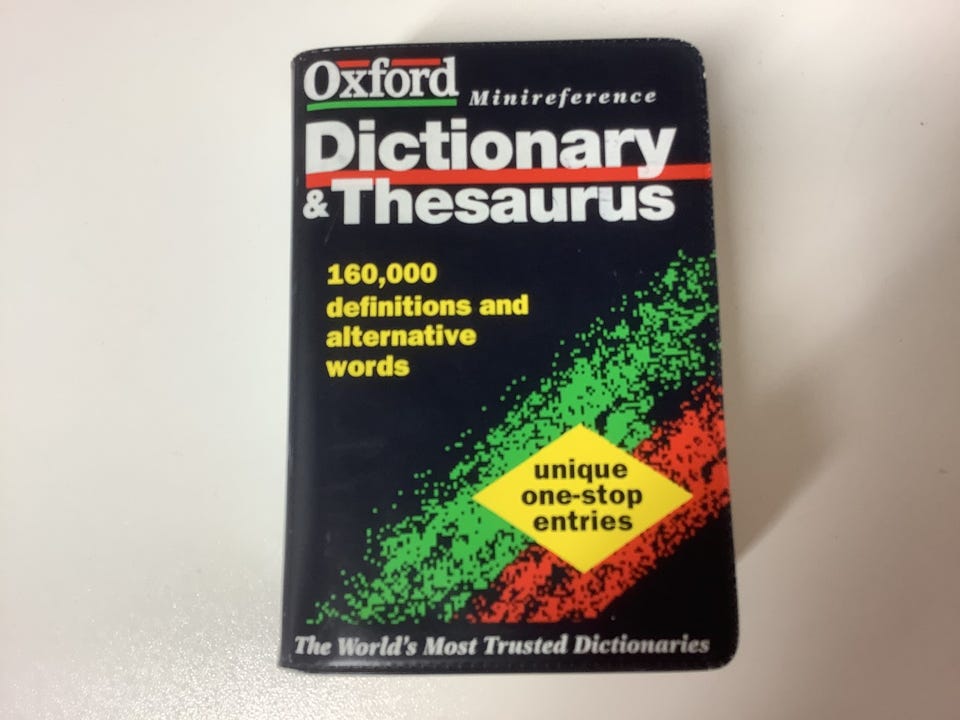 Oxford Minireference
Dictionary
& Thesaurus
160,000
definitions and
alternative
words
unique
one-stop
entries
The World's Most Trusted Dictionaries